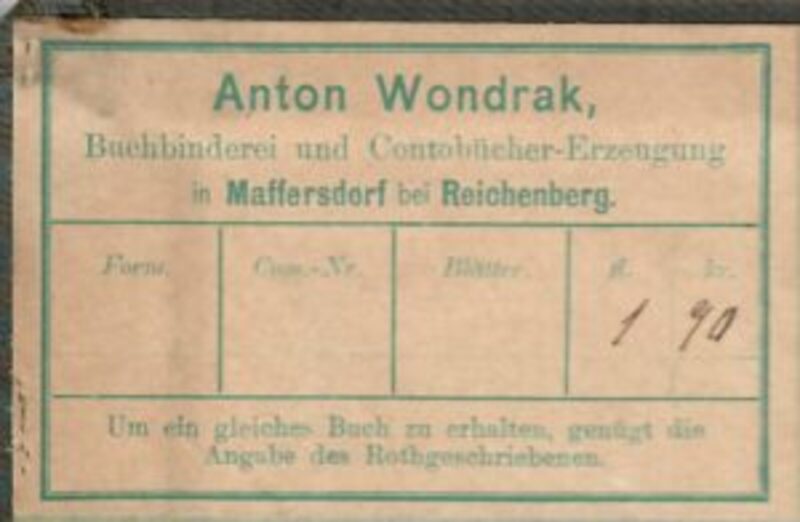 Anton Wondrak,
Buchbinderei und Contobücher-Erzeugung
in Maffersdorf bei Reichenberg.
Form. Com.-Nr. Blätter. fl. kr.
1 90
Um ein gleiches Buch zu erhalten, genügt die
Angabe des Rothgeschriebenen.